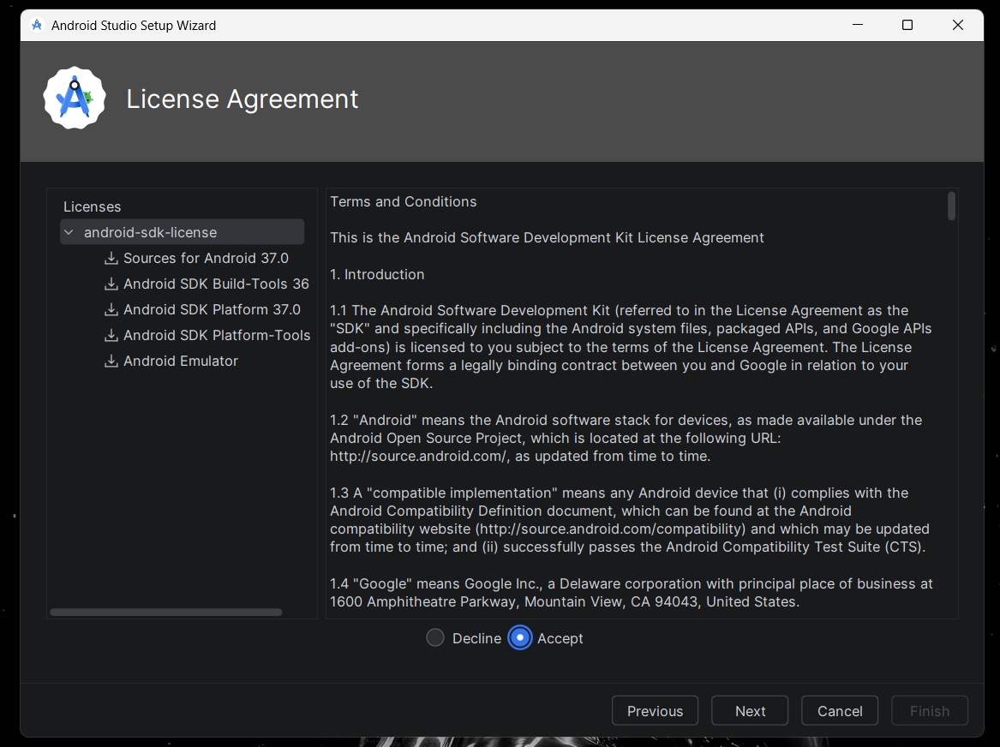 Android Studio Setup Wizard
License Agreement
Licenses
android-sdk-license
Sources for Android 37.0
Android SDK Build-Tools 36
Android SDK Platform 37.0
Android SDK Platform-Tools
Android Emulator
Terms and Conditions
This is the Android Software Development Kit License Agreement
1. Introduction
1.1 The Android Software Development Kit (referred to in the License Agreement as the
"SDK" and specifically including the Android system files, packaged APIs, and Google APIs
add-ons) is licensed to you subject to the terms of the License Agreement. The License
Agreement forms a legally binding contract between you and Google in relation to your
use of the SDK.
1.2 "Android" means the Android software stack for devices, as made available under the
Android Open Source Project, which is located at the following URL:
http://source.android.com/, as updated from time to time.
1.3 A "compatible implementation" means any Android device that (i) complies with the
Android Compatibility Definition document, which can be found at the Android
compatibility website (http://source.android.com/compatibility) and which may be updated
from time to time; and (ii) successfully passes the Android Compatibility Test Suite (CTS).
1.4 "Google" means Google Inc., a Delaware corporation with principal place of business at
1600 Amphitheatre Parkway, Mountain View, CA 94043, United States.
Decline Accept
Previous Next Cancel Finish